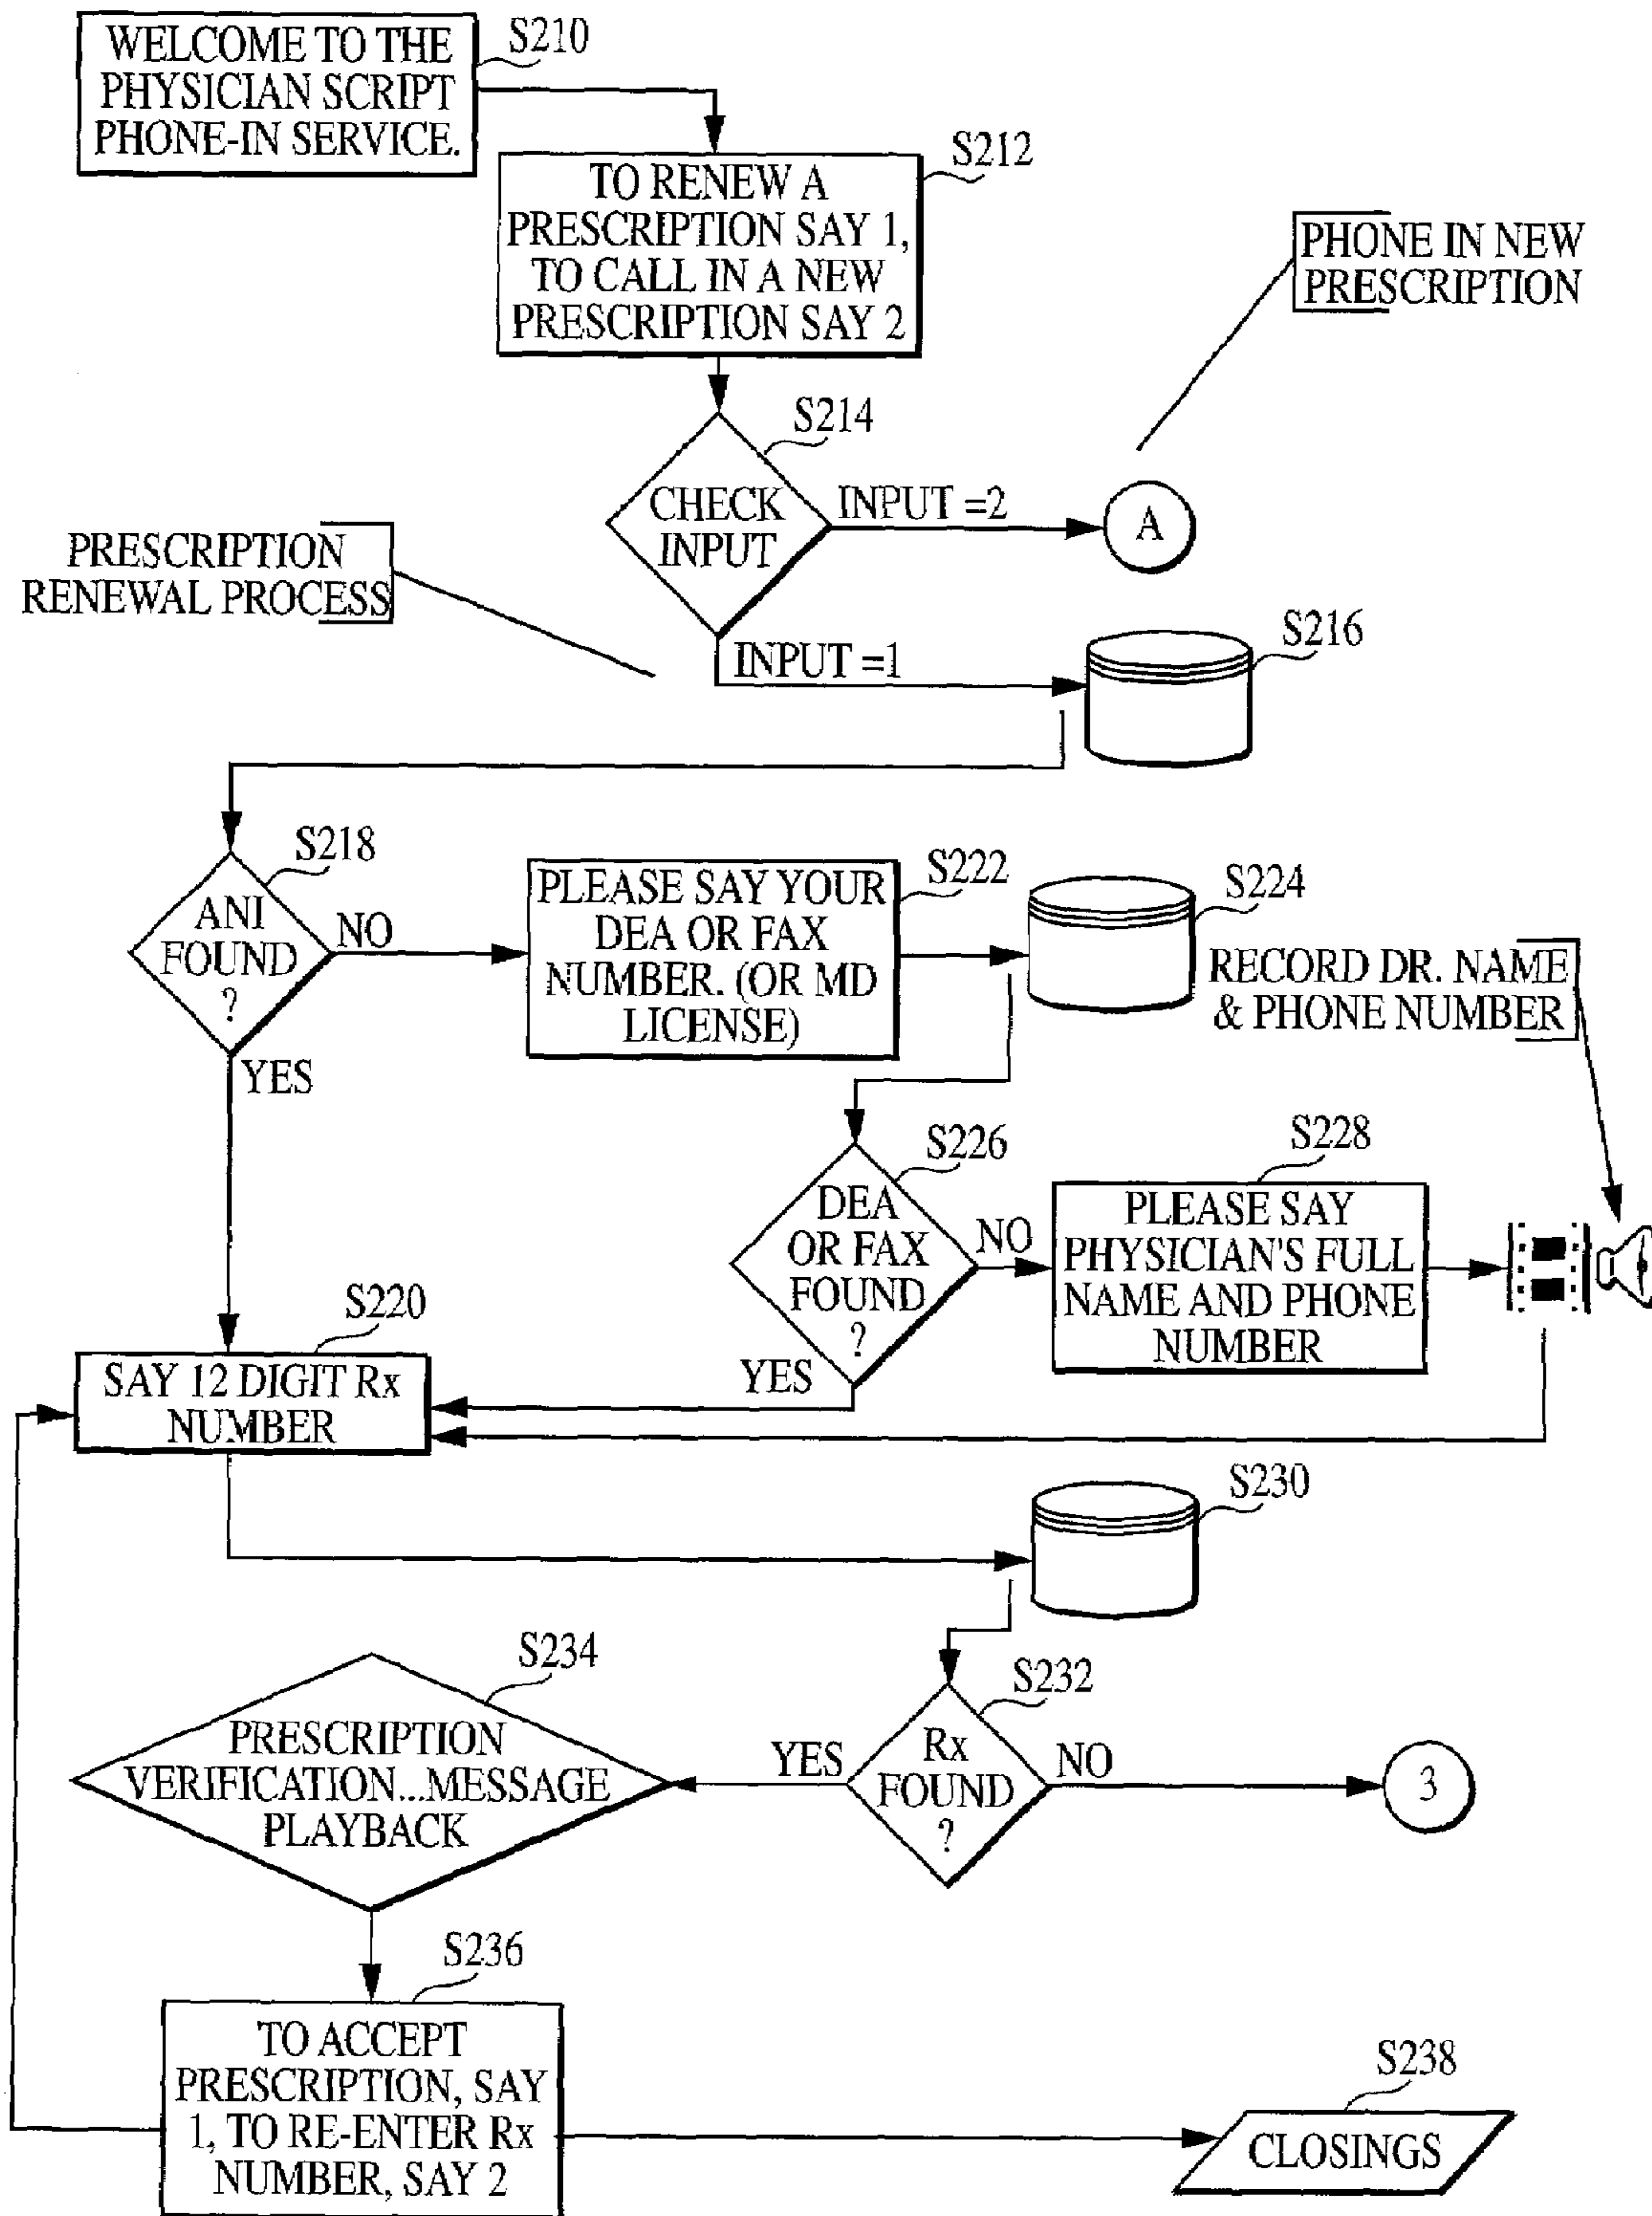 WELCOME TO THE
PHYSICIAN SCRIPT
PHONE-IN SERVICE.
S210
TO RENEW A
PRESCRIPTION SAY 1,
TO CALL IN A NEW
PRESCRIPTION SAY 2
S212
PHONE IN NEW
PRESCRIPTION
S214
CHECK
INPUT
INPUT =2
A
PRESCRIPTION
RENEWAL PROCESS
INPUT =1
S216
S218
ANI
FOUND
?
NO
YES
S222
PLEASE SAY YOUR
DEA OR FAX
NUMBER. (OR MD
LICENSE)
S224
RECORD DR. NAME
& PHONE NUMBER
S226
DEA
OR FAX
FOUND
?
NO
YES
S228
PLEASE SAY
PHYSICIAN'S FULL
NAME AND PHONE
NUMBER
S220
SAY 12 DIGIT Rx
NUMBER
S230
S232
Rx
FOUND
?
YES
NO
3
S234
PRESCRIPTION
VERIFICATION...MESSAGE
PLAYBACK
S236
TO ACCEPT
PRESCRIPTION, SAY
1, TO RE-ENTER Rx
NUMBER, SAY 2
S238
CLOSINGS